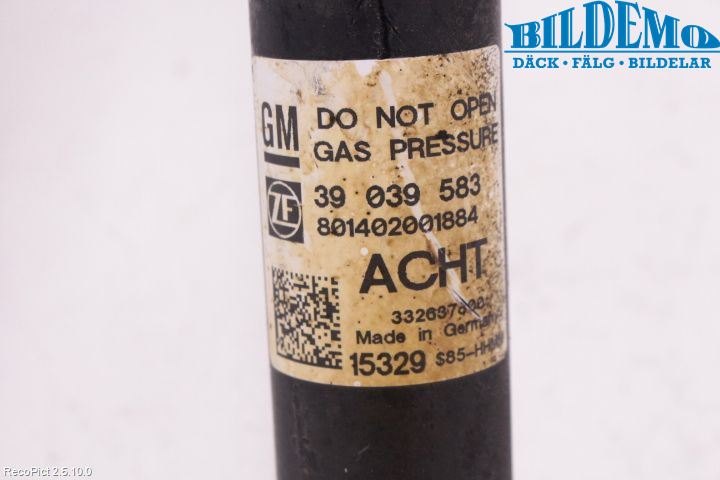 BILDEMO
DÄCK • FÄLG • BILDELAR
GM
DO NOT OPEN
GAS PRESSURE
ZF
39 039 583
801402001884
ACHT
Made in Germany
15329
RecoPict 2.5.10.0